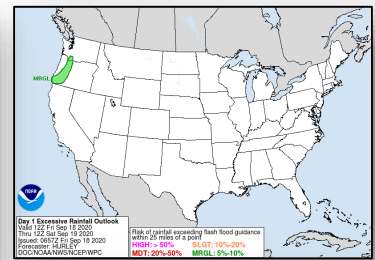 MRGL
NOAA
Day 1 Excessive Rainfall Outlook
Valid 12Z Fri Sep 18 2020
Thru 12Z Sat Sep 19 2020
Issued: 0657Z Fri Sep 18 2020
Forecaster: HURLEY
DOC/NOAA/NWS/NCEP/WPC
Risk of rainfall exceeding flash flood guidance
within 25 miles of a point
HIGH: > 50% SLGT: 10%-20%
MDT: 20%-50% MRGL: 5%-10%